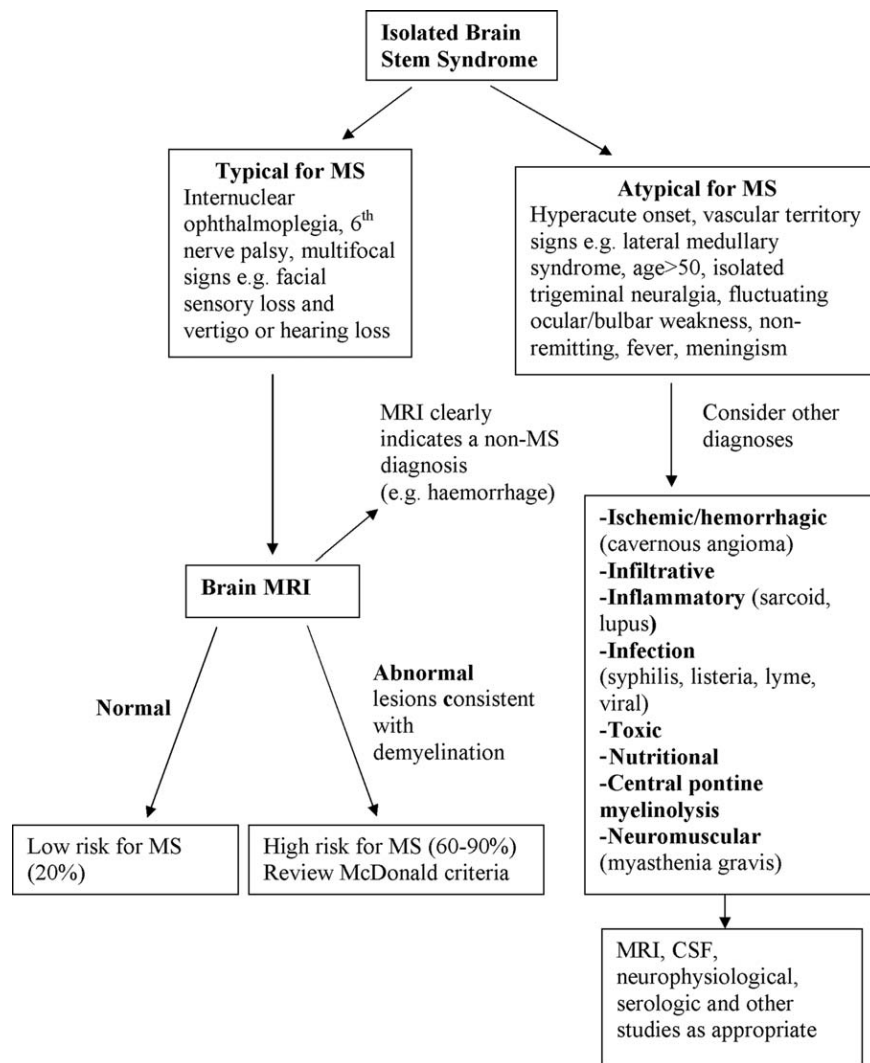 Isolated Brain
Stem Syndrome
Typical for MS
Internuclear
ophthalmoplegia, 6th
nerve palsy, multifocal
signs e.g. facial
sensory loss and
vertigo or hearing loss
Atypical for MS
Hyperacute onset, vascular territory
signs e.g. lateral medullary
syndrome, age>50, isolated
trigeminal neuralgia, fluctuating
ocular/bulbar weakness, non-
remitting, fever, meningism
MRI clearly
indicates a non-MS
diagnosis
(e.g. haemorrhage)
Consider other
diagnoses
Brain MRI
-Ischemic/hemorrhagic
(cavernous angioma)
-Infiltrative
-Inflammatory (sarcoid,
lupus)
-Infection
(syphilis, listeria, lyme,
viral)
-Toxic
-Nutritional
-Central pontine
myelinolysis
-Neuromuscular
(myasthenia gravis)
Normal
Abnormal
lesions consistent
with
demyelination
Low risk for MS
(20%)
High risk for MS (60-90%)
Review McDonald criteria
MRI, CSF,
neurophysiological,
serologic and other
studies as appropriate